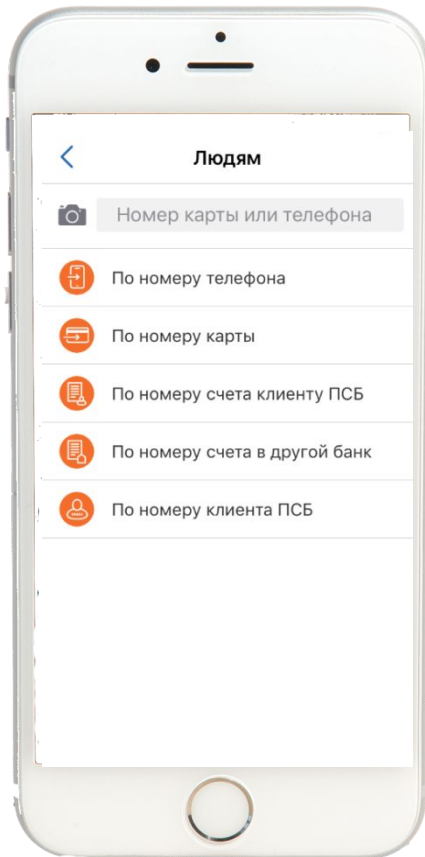 Людям
Номер карты или телефона
По номеру телефона
По номеру карты
По номеру счета клиенту ПСБ
По номеру счета в другой банк
По номеру клиента ПСБ